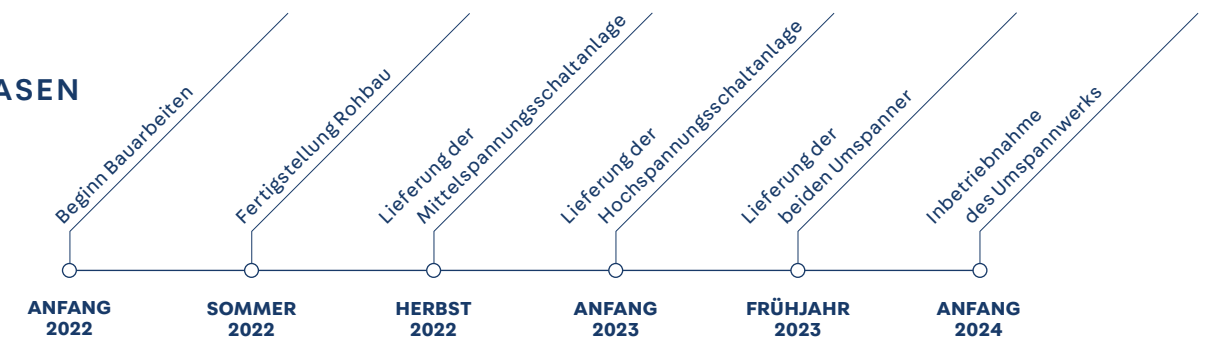 ASEN
Beginn Bauarbeiten
Fertigstellung Rohbau
Lieferung der
Mittelspannungsschaltanlage
Lieferung der
Hochspannungsschaltanlage
Lieferung der
beiden Umspanner
Inbetriebnahme
des Umspannwerks
ANFANG
2022
SOMMER
2022
HERBST
2022
ANFANG
2023
FRÜHJAHR
2023
ANFANG
2024